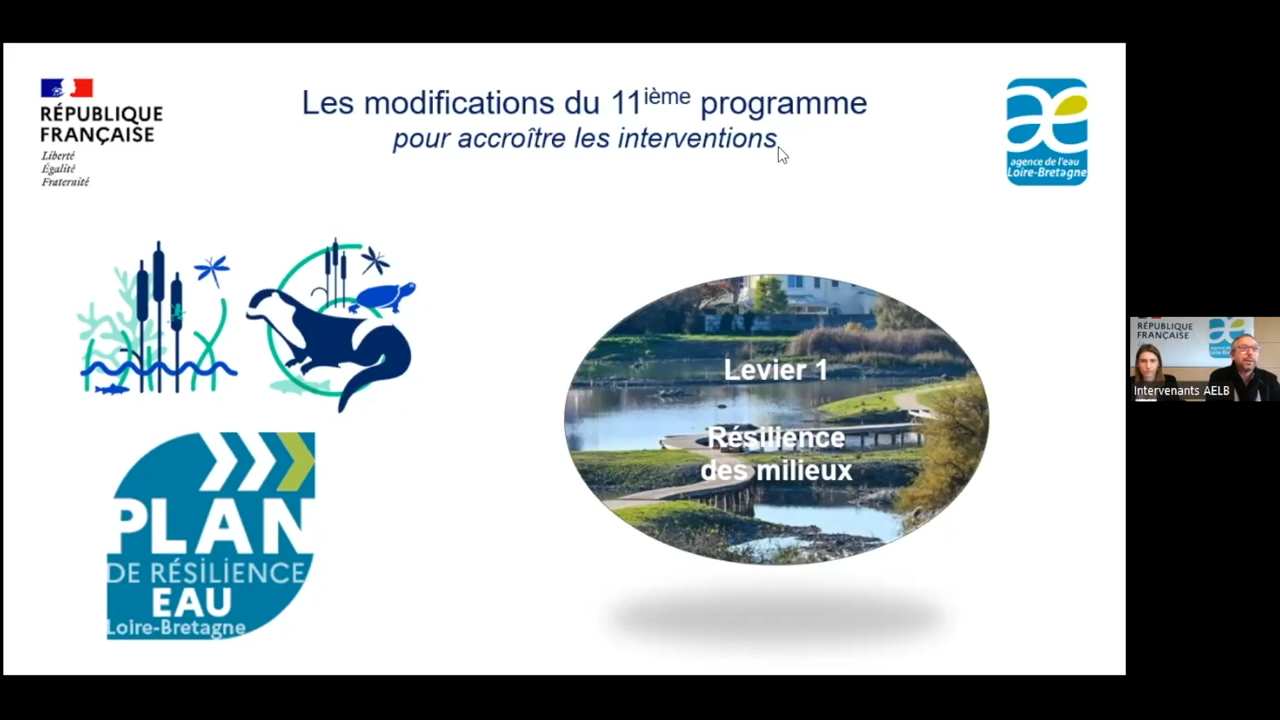 RÉPUBLIQUE
FRANÇAISE
Liberté
Égalité
Fraternité
Les modifications du 11ième programme
pour accroître les interventions
agence de l'eau
Loire-Bretagne
Levier 1
Résilience
des milieux
PLAN
DE RÉSILIENCE
EAU
Loire-Bretagne
RÉPUBLIQUE
FRANÇAISE
Intervenants AELB